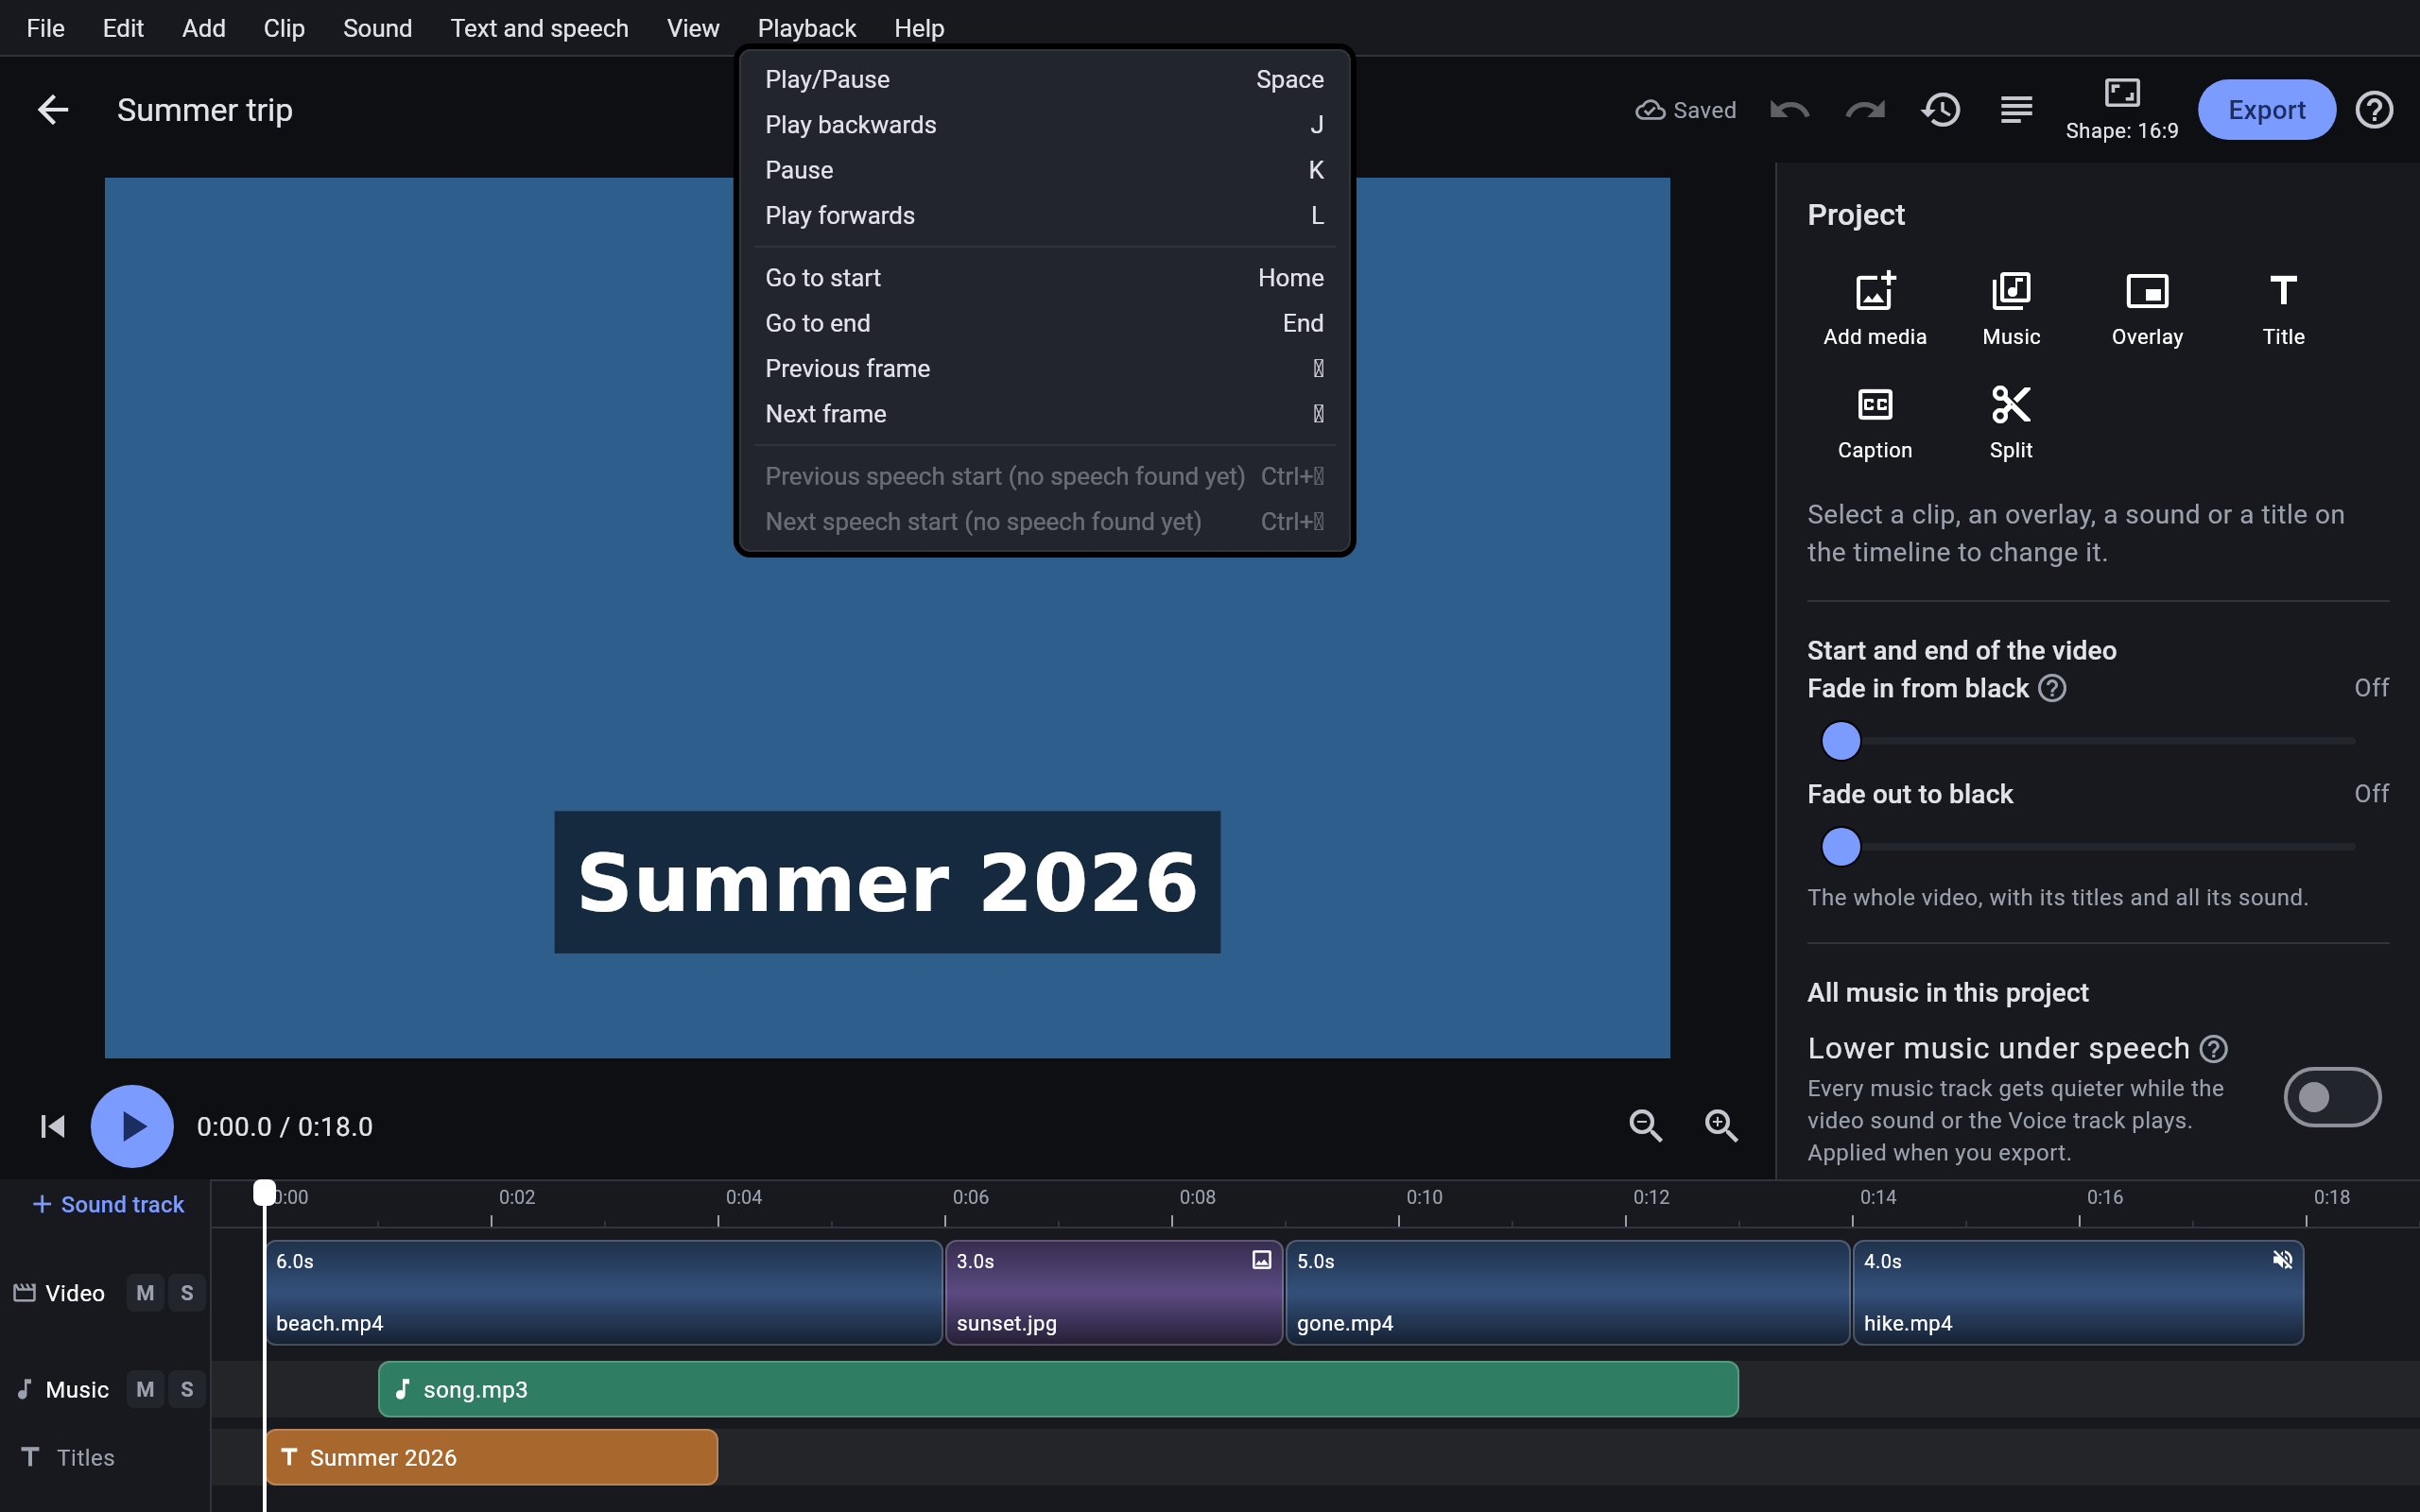 File Edit Add Clip Sound Text and speech View Playback Help
Summer trip
Saved
Shape: 16:9
Export
Play/Pause Space
Play backwards J
Pause K
Play forwards L
Go to start Home
Go to end End
Previous frame
Next frame
Previous speech start (no speech found yet) Ctrl+
Next speech start (no speech found yet) Ctrl+
Summer 2026
0:00.0 / 0:18.0
Project
Add media Music Overlay Title
Caption Split
Select a clip, an overlay, a sound or a title on
the timeline to change it.
Start and end of the video
Fade in from black Off
Fade out to black Off
The whole video, with its titles and all its sound.
All music in this project
Lower music under speech
Every music track gets quieter while the
video sound or the Voice track plays.
Applied when you export.
+ Sound track
0:00 0:02 0:04 0:06 0:08 0:10 0:12 0:14 0:16 0:18
Video M S
6.0s 3.0s 5.0s 4.0s
beach.mp4 sunset.jpg gone.mp4 hike.mp4
Music M S
song.mp3
Titles
Summer 2026